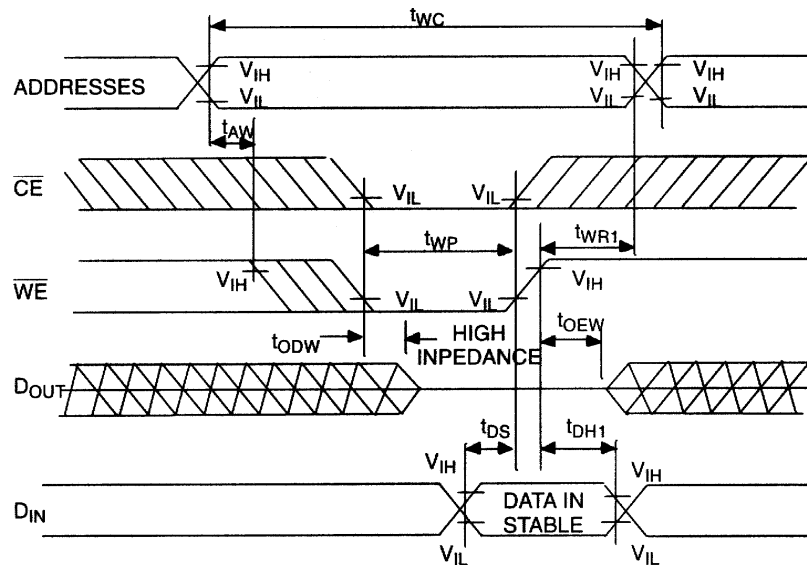 tWC
ADDRESSES
VIH
VIL
VIH
VIL
VIH
VIL
tAW
CE
VIL
VIL
tWP
tWR1
WE
VIH
VIL
VIL
VIH
tODW
HIGH
IMPEDANCE
tOEW
DOUT
tDS
tDH1
VIH
VIH
DIN
DATA IN
STABLE
VIL
VIL